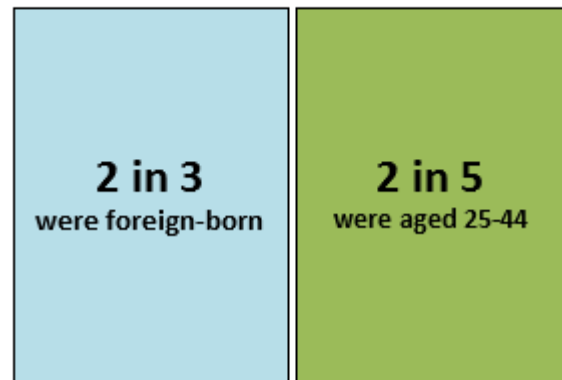 2 in 3
were foreign-born
2 in 5
were aged 25-44